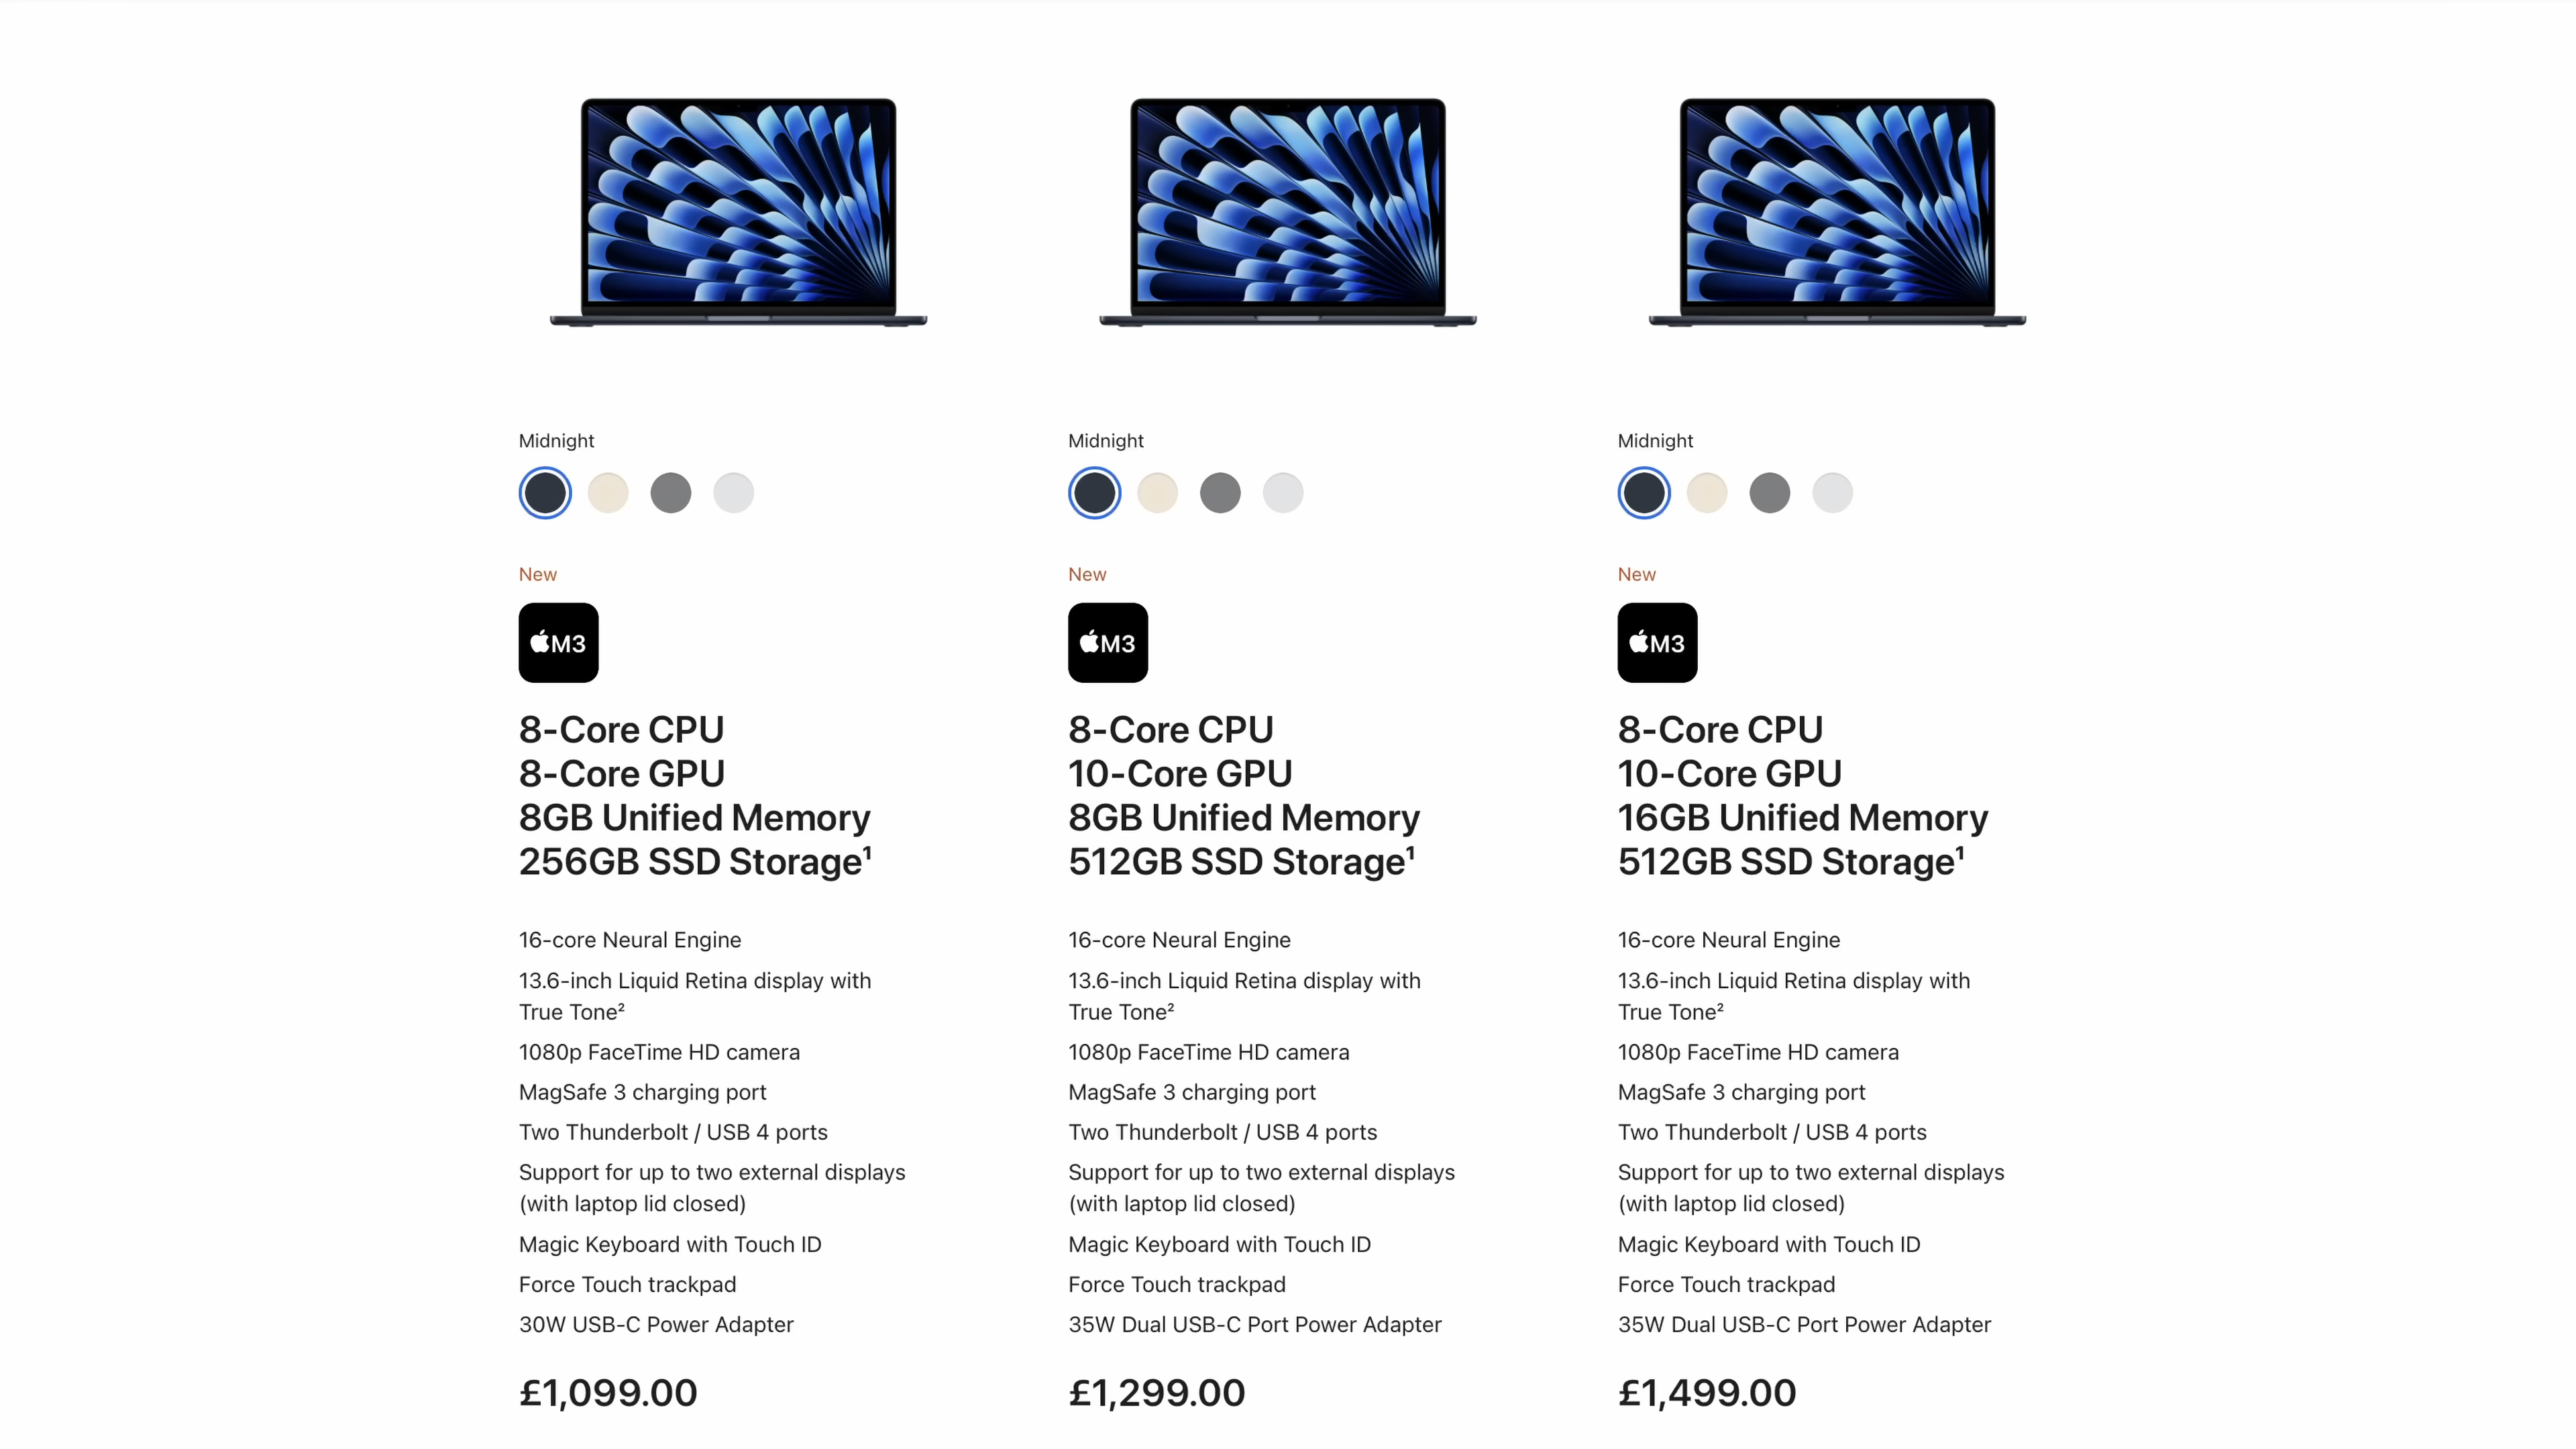 Midnight
New
M3
8-Core CPU
8-Core GPU
8GB Unified Memory
256GB SSD Storage¹
16-core Neural Engine
13.6-inch Liquid Retina display with
True Tone²
1080p FaceTime HD camera
MagSafe 3 charging port
Two Thunderbolt / USB 4 ports
Support for up to two external displays
(with laptop lid closed)
Magic Keyboard with Touch ID
Force Touch trackpad
30W USB-C Power Adapter
£1,099.00
Midnight
New
M3
8-Core CPU
10-Core GPU
8GB Unified Memory
512GB SSD Storage¹
16-core Neural Engine
13.6-inch Liquid Retina display with
True Tone²
1080p FaceTime HD camera
MagSafe 3 charging port
Two Thunderbolt / USB 4 ports
Support for up to two external displays
(with laptop lid closed)
Magic Keyboard with Touch ID
Force Touch trackpad
35W Dual USB-C Port Power Adapter
£1,299.00
Midnight
New
M3
8-Core CPU
10-Core GPU
16GB Unified Memory
512GB SSD Storage¹
16-core Neural Engine
13.6-inch Liquid Retina display with
True Tone²
1080p FaceTime HD camera
MagSafe 3 charging port
Two Thunderbolt / USB 4 ports
Support for up to two external displays
(with laptop lid closed)
Magic Keyboard with Touch ID
Force Touch trackpad
35W Dual USB-C Port Power Adapter
£1,499.00